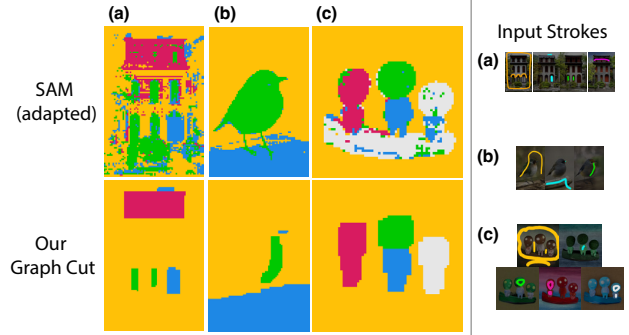 (a)
(b)
(c)
Input Strokes
SAM
(adapted)
(a)
(b)
Our
Graph Cut
(c)